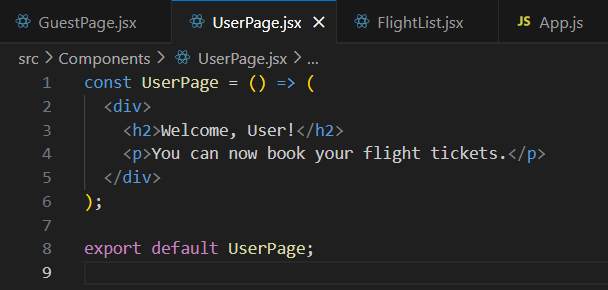 GuestPage.jsx UserPage.jsx × FlightList.jsx JS App.js
src > Components > UserPage.jsx > ...
1 const UserPage = () => (
2 <div>
3 <h2>Welcome, User!</h2>
4 <p>You can now book your flight tickets.</p>
5 </div>
6 );
7
8 export default UserPage;
9